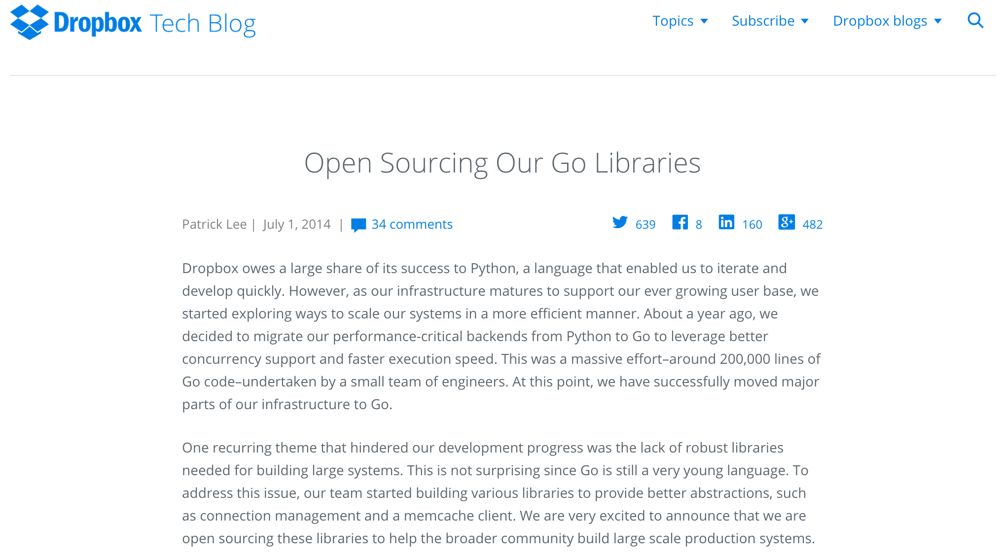 Dropbox Tech Blog
Topics Subscribe Dropbox blogs
Open Sourcing Our Go Libraries
Patrick Lee | July 1, 2014 | 34 comments 639 8 160 482
Dropbox owes a large share of its success to Python, a language that enabled us to iterate and
develop quickly. However, as our infrastructure matures to support our ever growing user base, we
started exploring ways to scale our systems in a more efficient manner. About a year ago, we
decided to migrate our performance-critical backends from Python to Go to leverage better
concurrency support and faster execution speed. This was a massive effort–around 200,000 lines of
Go code–undertaken by a small team of engineers. At this point, we have successfully moved major
parts of our infrastructure to Go.
One recurring theme that hindered our development progress was the lack of robust libraries
needed for building large systems. This is not surprising since Go is still a very young language. To
address this issue, our team started building various libraries to provide better abstractions, such
as connection management and a memcache client. We are very excited to announce that we are
open sourcing these libraries to help the broader community build large scale production systems.